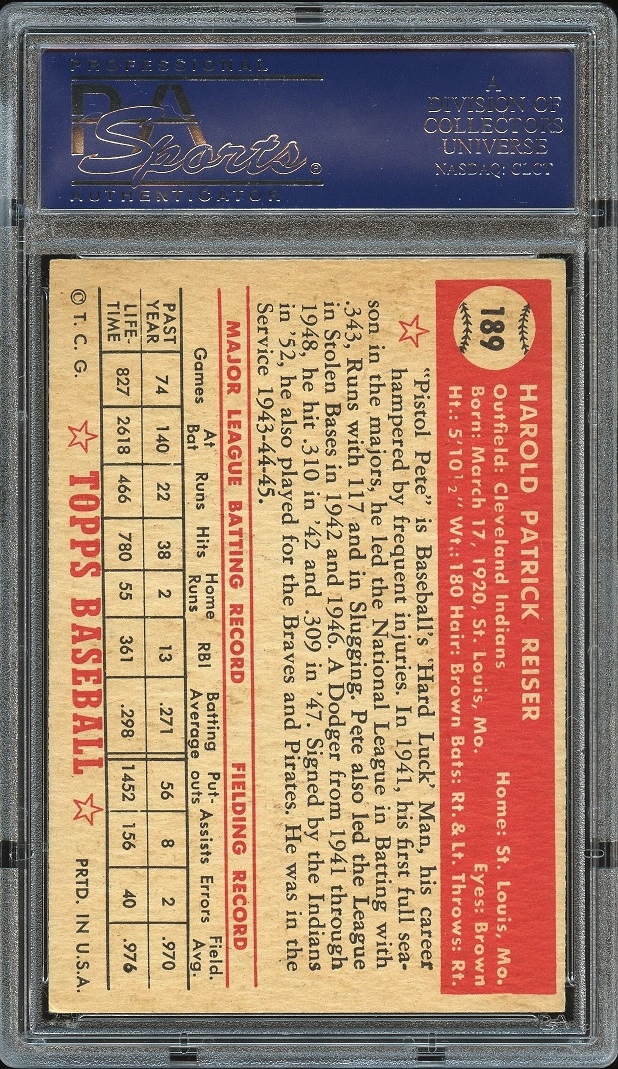 PROFESSIONAL
PSA
Sports®
AUTHENTICATOR
A
DIVISION OF
COLLECTORS
UNIVERSE
NASDAQ: CLCT
189
HAROLD PATRICK REISER
Outfield: Cleveland Indians Home: St. Louis, Mo.
Born: March 17, 1920, St. Louis, Mo. Eyes: Brown
Ht.: 5'10½" Wt.: 180 Hair: Brown Bats: Rt. & Lt. Throws: Rt.
"Pistol Pete" is Baseball's 'Hard Luck' Man, his career
hampered by frequent injuries. In 1941, his first full sea-
son in the majors, he led the National League in Batting with
.343, Runs with 117 and in Slugging. Pete also led the League
in Stolen Bases in 1942 and 1946. A Dodger from 1941 through
1948, he hit .310 in '42 and .309 in '47. Signed by the Indians
in '52, he also played for the Braves and Pirates. He was in the
Service 1943-44-45.
MAJOR LEAGUE BATTING RECORD FIELDING RECORD
Games At Bat Runs Hits Home Runs RBI Batting Average Put-outs Assists Errors Field. Avg.
PAST YEAR 74 140 22 38 2 13 .271 56 8 2 .970
LIFE-TIME 827 2618 466 780 55 361 .298 1452 156 40 .976
© T. C. G. TOPPS BASEBALL PRTD. IN U.S.A.